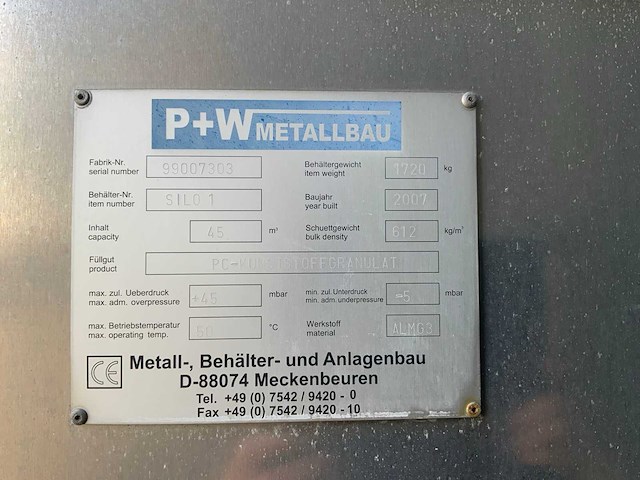 P+W METALLBAU
Fabrik-Nr. 99007303 Behältergewicht 1720 kg
serial number item weight
Behälter-Nr. SILO 1 Baujahr 2007
item number year built
Inhalt 45 m³ Schuettgewicht 612 kg/m³
capacity bulk density
Füllgut PC-KUNSTSTOFFGRANULAT
product
max. zul. Ueberdruck +45 mbar min. zul. Unterdruck -5 mbar
max. adm. overpressure min. adm. underpressure
max. Betriebstemperatur 50 °C Werkstoff ALMG3
max. operating temp. material
CE Metall-, Behälter- und Anlagenbau
D-88074 Meckenbeuren
Tel. +49 (0) 7542 / 9420 - 0
Fax +49 (0) 7542 / 9420 - 10